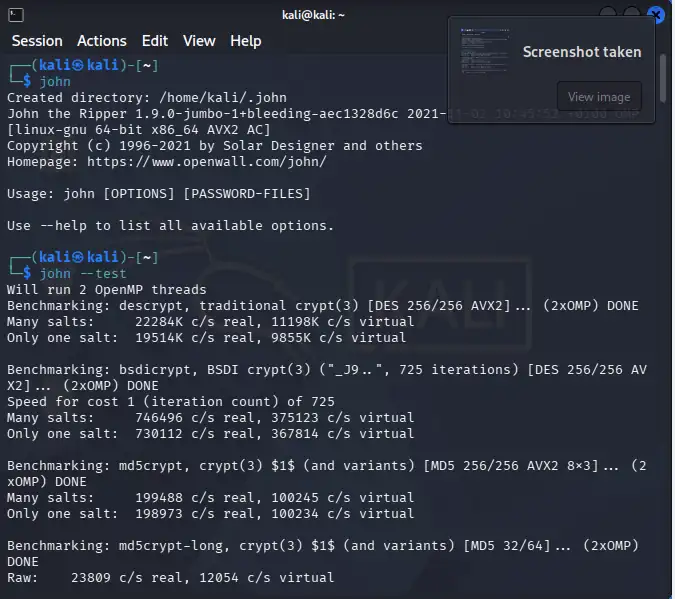 kali@kali: ~
Session Actions Edit View Help
Screenshot taken
View image
┌──(kali㉿kali)-[~]
└─$ john
Created directory: /home/kali/.john
John the Ripper 1.9.0-jumbo-1+bleeding-aec1328d6c 2021-11-02 10:45:52 +0100 OMP
[linux-gnu 64-bit x86_64 AVX2 AC]
Copyright (c) 1996-2021 by Solar Designer and others
Homepage: https://www.openwall.com/john/
Usage: john [OPTIONS] [PASSWORD-FILES]
Use --help to list all available options.
┌──(kali㉿kali)-[~]
└─$ john --test
Will run 2 OpenMP threads
Benchmarking: descrypt, traditional crypt(3) [DES 256/256 AVX2]... (2xOMP) DONE
Many salts:     22284K c/s real, 11198K c/s virtual
Only one salt:  19514K c/s real, 9855K c/s virtual
Benchmarking: bsdicrypt, BSDI crypt(3) ("_J9..", 725 iterations) [DES 256/256 AV
X2]... (2xOMP) DONE
Speed for cost 1 (iteration count) of 725
Many salts:     746496 c/s real, 375123 c/s virtual
Only one salt:  730112 c/s real, 367814 c/s virtual
Benchmarking: md5crypt, crypt(3) $1$ (and variants) [MD5 256/256 AVX2 8x3]... (2
xOMP) DONE
Many salts:     199488 c/s real, 100245 c/s virtual
Only one salt:  198973 c/s real, 100234 c/s virtual
Benchmarking: md5crypt-long, crypt(3) $1$ (and variants) [MD5 32/64]... (2xOMP)
DONE
Raw:    23809 c/s real, 12054 c/s virtual
KALI